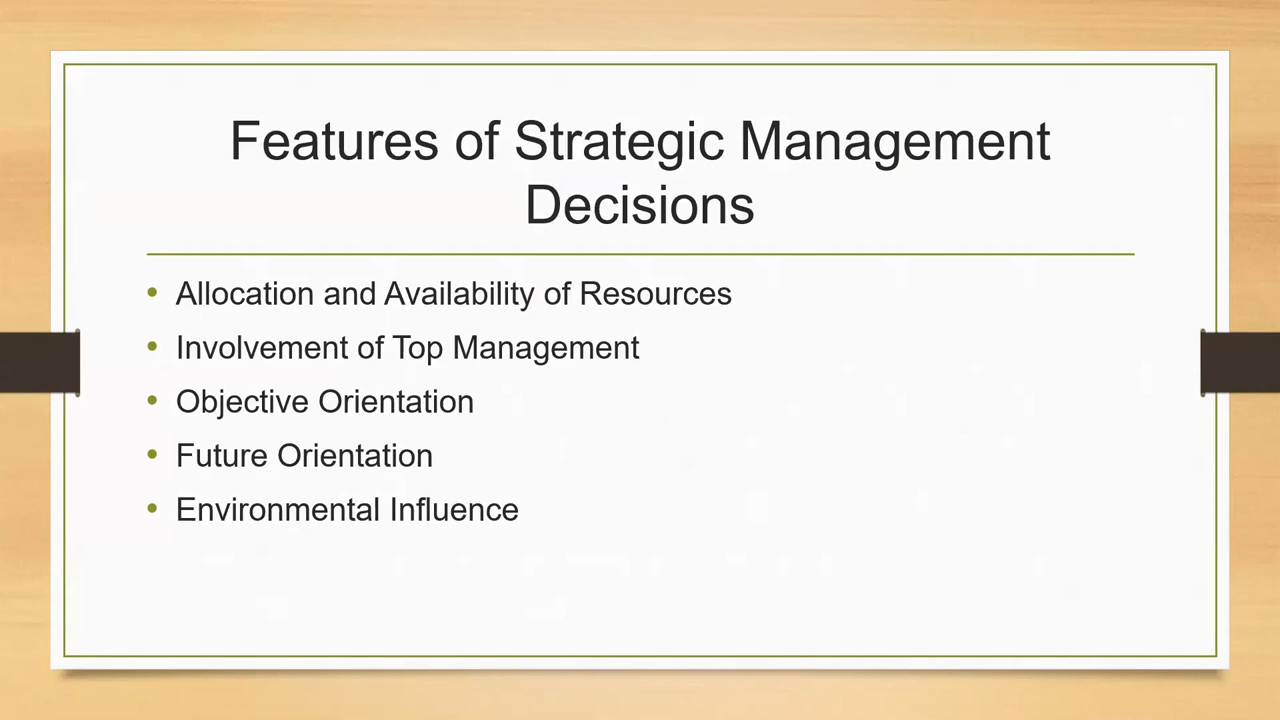 Features of Strategic Management
Decisions
• Allocation and Availability of Resources
• Involvement of Top Management
• Objective Orientation
• Future Orientation
• Environmental Influence